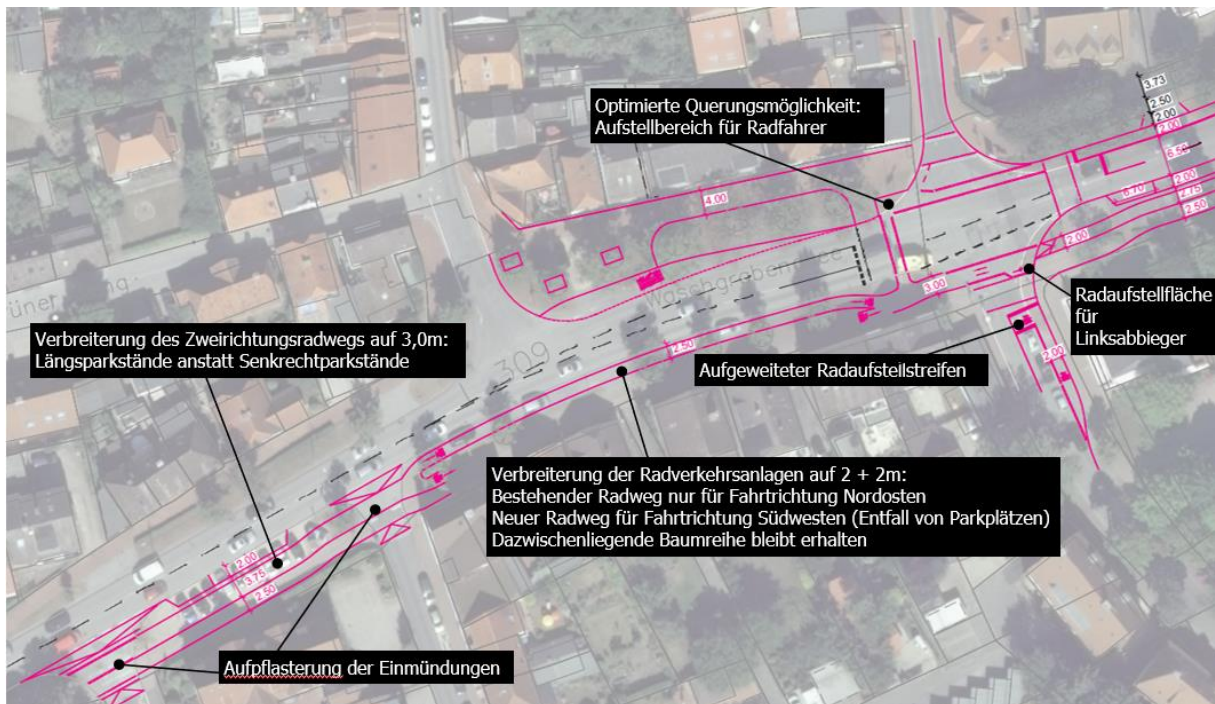 Optimierte Querungsmöglichkeit:
Aufstellbereich für Radfahrer
3.73
2.50
2.00
2.00
6.50
2.00
2.75
2.50
6.70
4.00
2.00
Waschgrabenallee
3.00
Radaufstellfläche
für
Linksabbieger
Verbreiterung des Zweirichtungsradwegs auf 3,0m:
Längsparkstände anstatt Senkrechtparkstände
309
2.50
Aufgeweiteter Radaufstellstreifen
2.00
Verbreiterung der Radverkehrsanlagen auf 2 + 2m:
Bestehender Radweg nur für Fahrtrichtung Nordosten
Neuer Radweg für Fahrtrichtung Südwesten (Entfall von Parkplätzen)
Dazwischenliegende Baumreihe bleibt erhalten
2.00
3.75
2.50
Aufpflasterung der Einmündungen